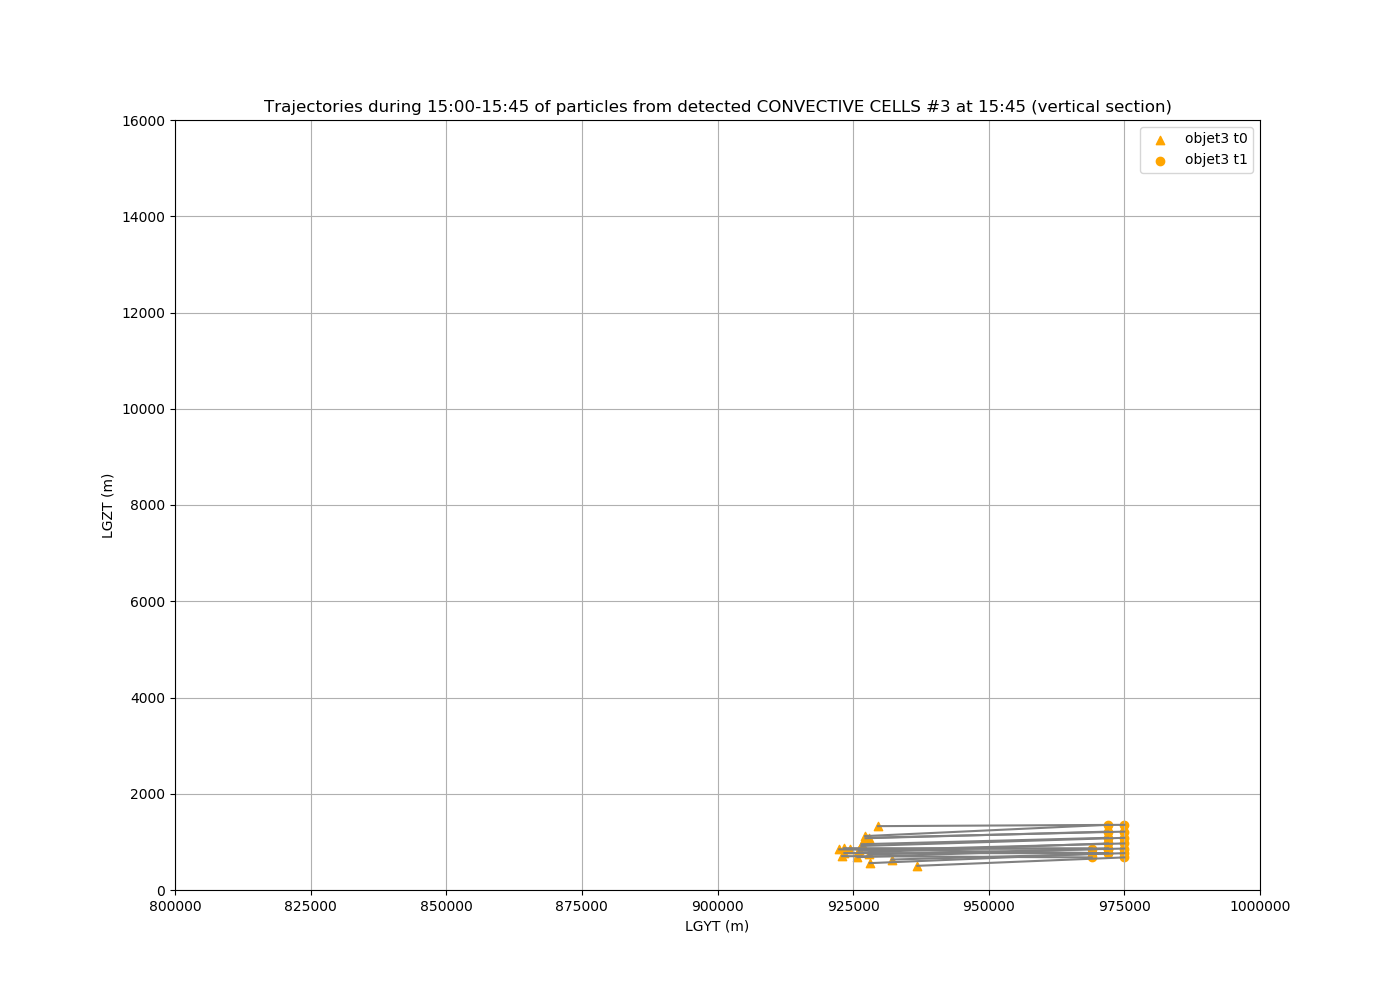 Trajectories during 15:00-15:45 of particles from detected CONVECTIVE CELLS #3 at 15:45 (vertical section)
objet3 t0
objet3 t1
16000
14000
12000
10000
8000
6000
4000
2000
0
LGZT (m)
800000 825000 850000 875000 900000 925000 950000 975000 1000000
LGYT (m)